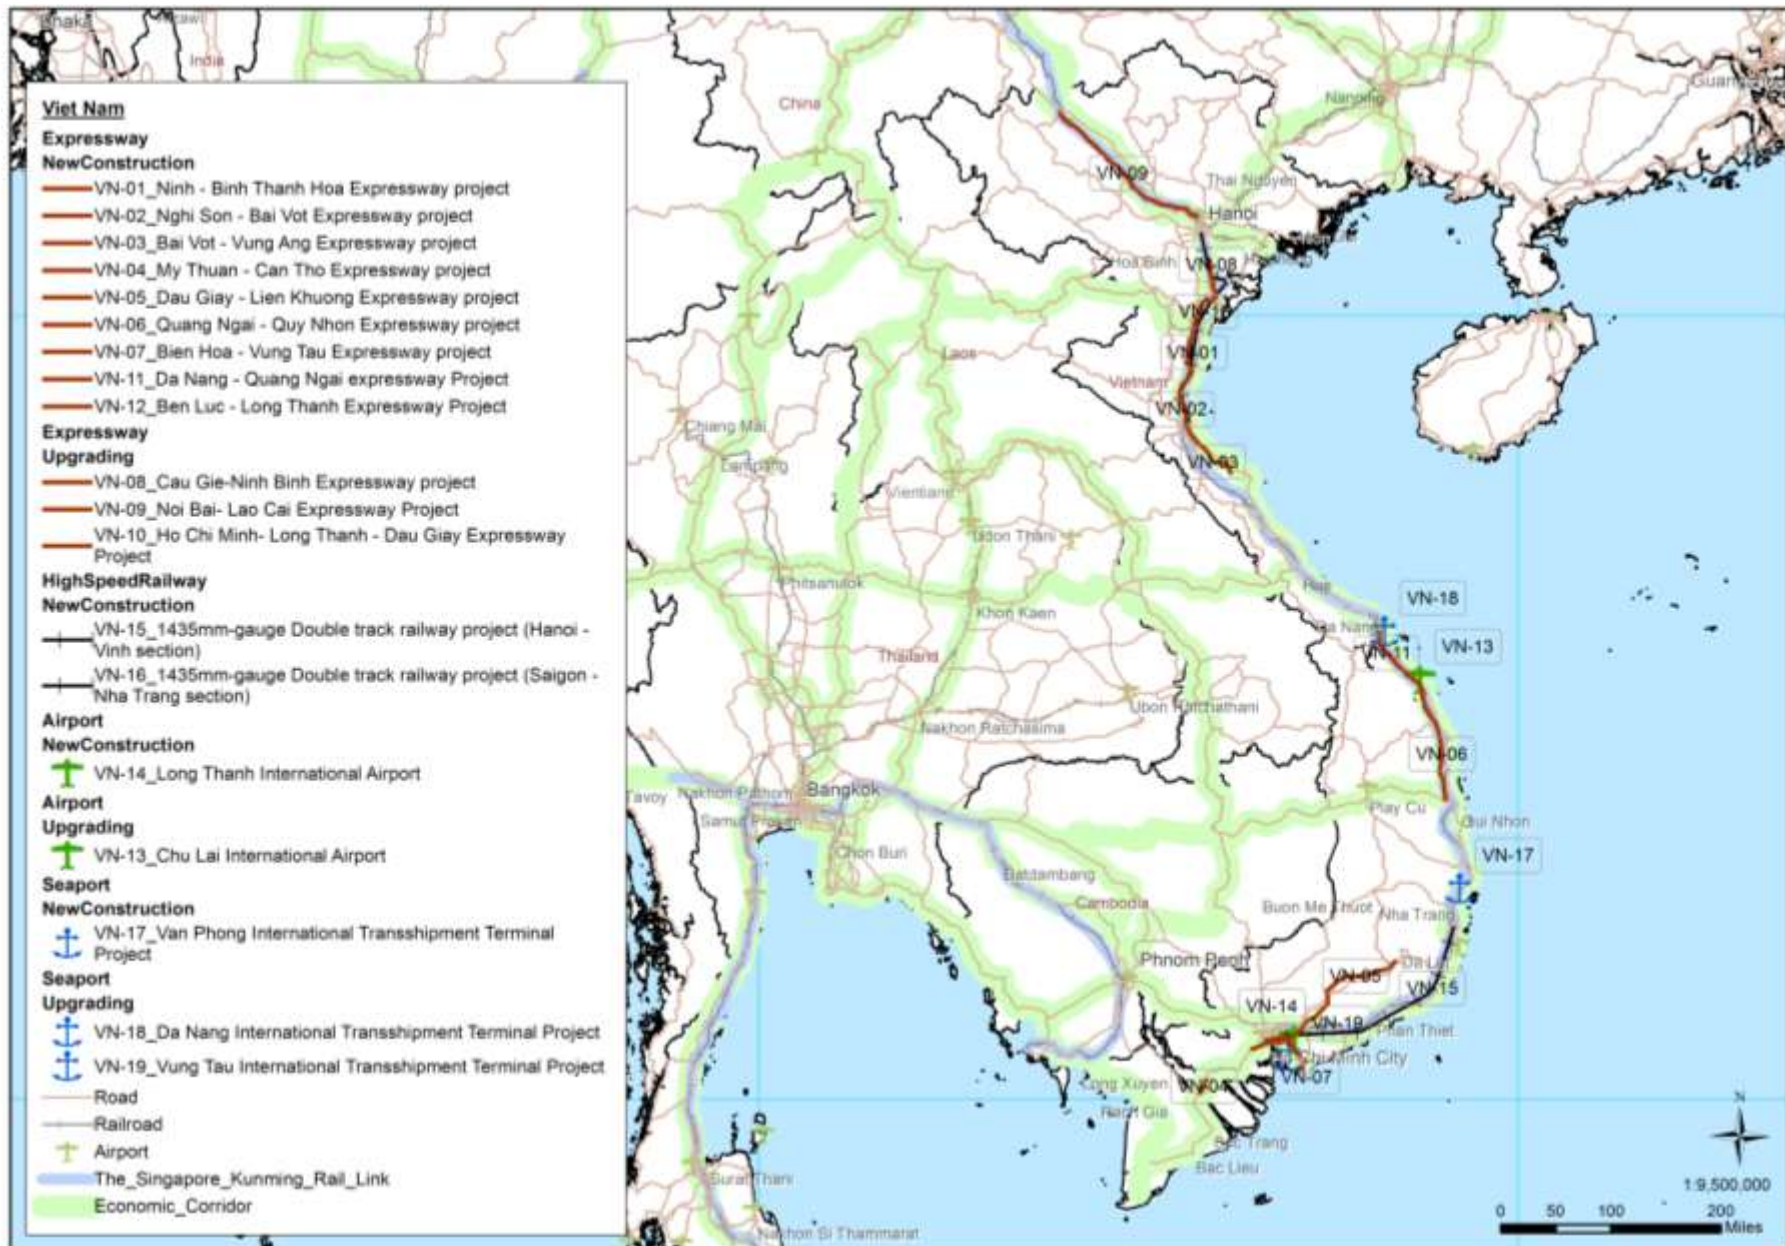 Viet Nam
Expressway
NewConstruction
VN-01_Ninh - Binh Thanh Hoa Expressway project
VN-02_Nghi Son - Bai Vot Expressway project
VN-03_Bai Vot - Vung Ang Expressway project
VN-04_My Thuan - Can Tho Expressway project
VN-05_Dau Giay - Lien Khuong Expressway project
VN-06_Quang Ngai - Quy Nhon Expressway project
VN-07_Bien Hoa - Vung Tau Expressway project
VN-11_Da Nang - Quang Ngai expressway Project
VN-12_Ben Luc - Long Thanh Expressway Project
Expressway
Upgrading
VN-08_Cau Gie-Ninh Binh Expressway project
VN-09_Noi Bai- Lao Cai Expressway Project
VN-10_Ho Chi Minh- Long Thanh - Dau Giay Expressway
Project
HighSpeedRailway
NewConstruction
VN-15_1435mm-gauge Double track railway project (Hanoi -
Vinh section)
VN-16_1435mm-gauge Double track railway project (Saigon -
Nha Trang section)
Airport
NewConstruction
VN-14_Long Thanh International Airport
Airport
Upgrading
VN-13_Chu Lai International Airport
Seaport
NewConstruction
VN-17_Van Phong International Transshipment Terminal
Project
Seaport
Upgrading
VN-18_Da Nang International Transshipment Terminal Project
VN-19_Vung Tau International Transshipment Terminal Project
Road
Railroad
Airport
The_Singapore_Kunming_Rail_Link
Economic_Corridor
Dhaka
India
China
Nanning
VN-09
Thai Nguyen
Hanoi
Hoa Binh
VN-08
Laos
VN-01
Vietnam
VN-02
Chiang Mai
Lampang
VN-03
Vientiane
Udon Thani
Phitsanulok
Khon Kaen
Hue
VN-18
Da Nang
VN-11
VN-13
Thailand
Ubon Ratchathani
Nakhon Ratchasima
VN-06
Tavoy
Nakhon Pathom
Bangkok
Samut Prakan
Play Cu
Qui Nhon
Chon Buri
VN-17
Batdambang
Cambodia
Buon Me Thuot
Nha Trang
Phnom Penh
VN-05
Da Lat
VN-15
VN-14
VN-19
Phan Thiet
Chi Minh City
VN-07
Long Xuyen
VN-04
Rach Gia
Soc Trang
Bac Lieu
Surat Thani
Nakhon Si Thammarat
N
1:9,500,000
0 50 100 200
Miles